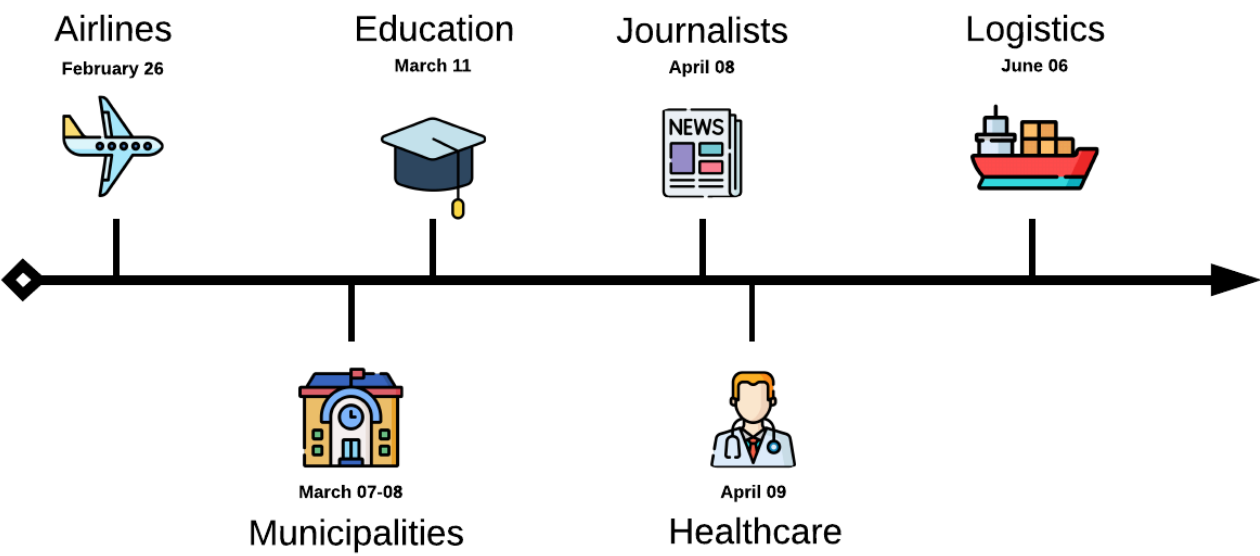 Airlines
February 26
Education
March 11
Journalists
April 08
NEWS
Logistics
June 06
March 07-08
Municipalities
April 09
Healthcare